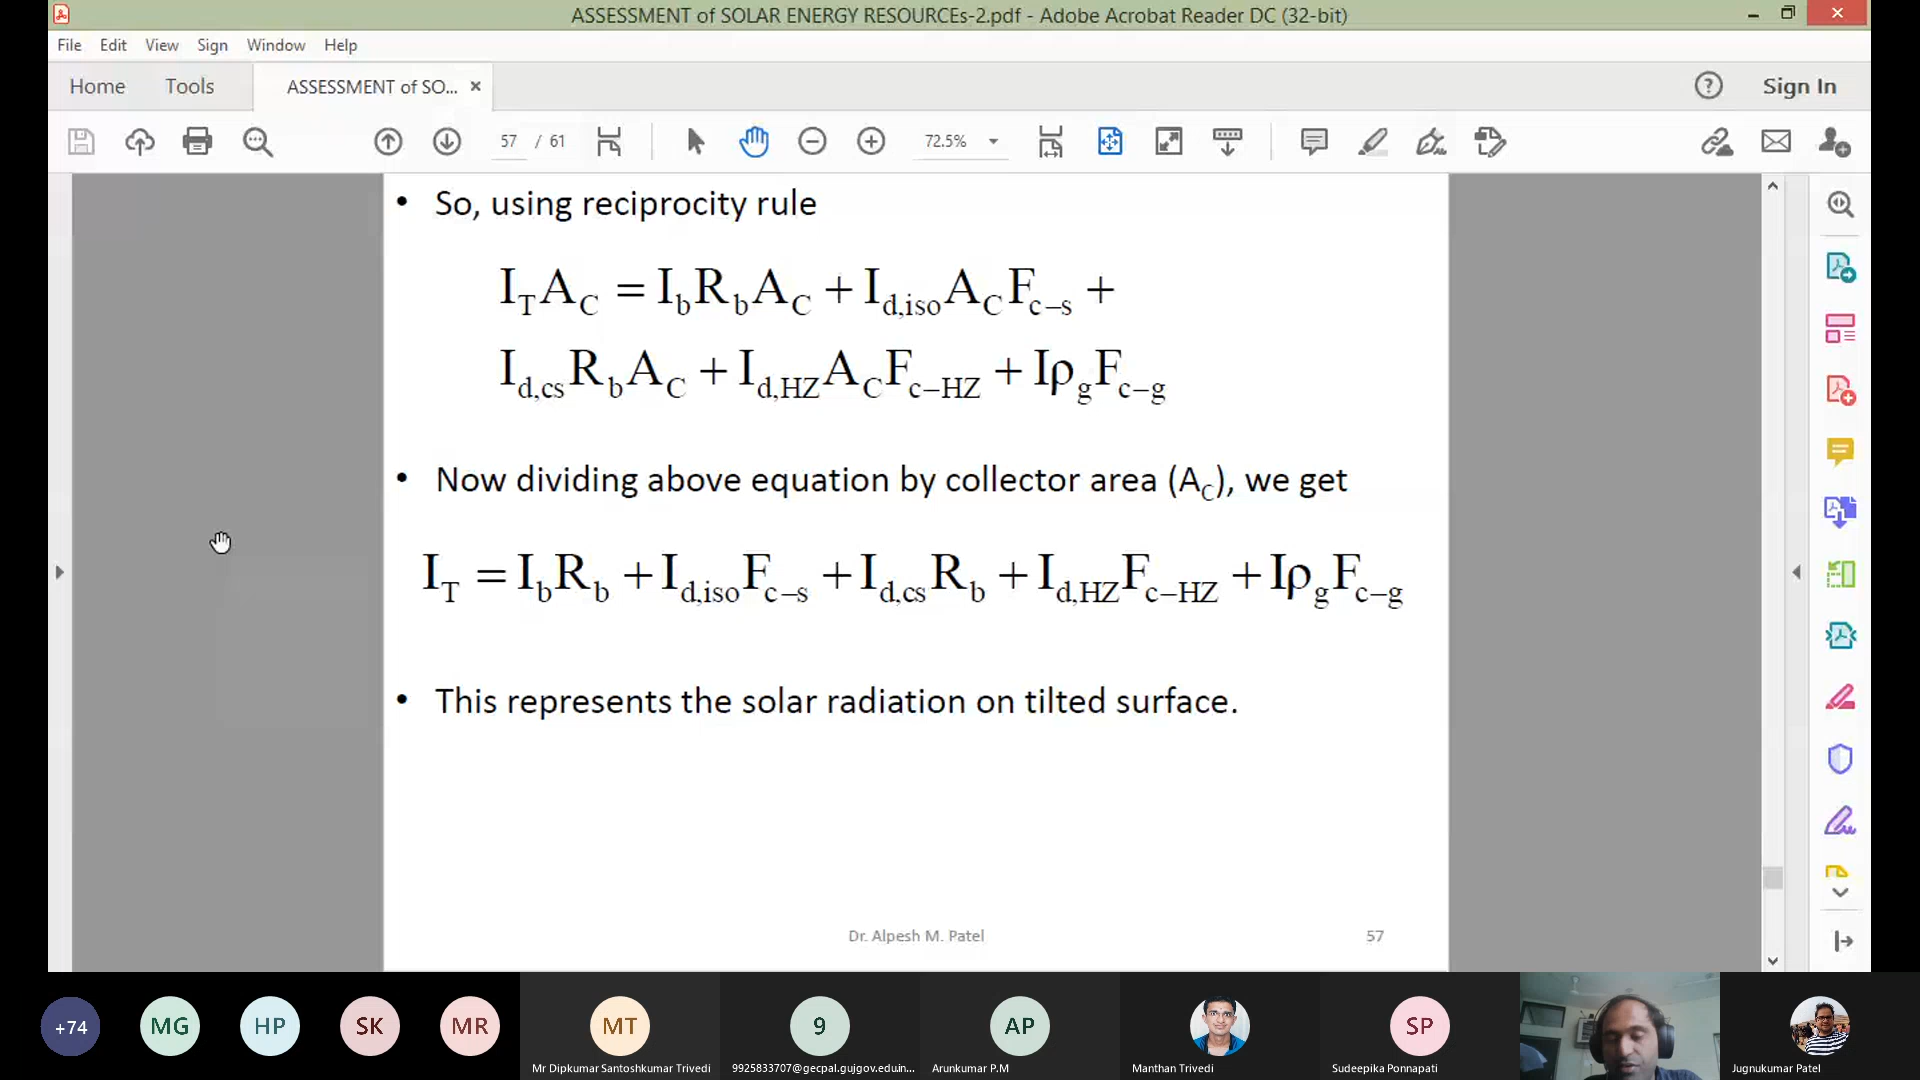 ASSESSMENT of SOLAR ENERGY RESOURCEs-2.pdf - Adobe Acrobat Reader DC (32-bit)
File Edit View Sign Window Help
Home Tools ASSESSMENT of SO... × Sign In
57 / 61 72.5%
• So, using reciprocity rule
I_T A_C = I_b R_b A_C + I_d,iso A_C F_c−s +
I_d,cs R_b A_C + I_d,HZ A_C F_c−HZ + Iρ_g F_c−g
• Now dividing above equation by collector area (A_C), we get
I_T = I_b R_b + I_d,iso F_c−s + I_d,cs R_b + I_d,HZ F_c−HZ + Iρ_g F_c−g
• This represents the solar radiation on tilted surface.
Dr. Alpesh M. Patel 57
+74 MG HP SK MR MT 9 AP SP
Mr Dipkumar Santoshkumar Trivedi 9925833707@gecpal.gujgov.edu.in... Arunkumar P.M Manthan Trivedi Sudeepika Ponnapati Jugnukumar Patel